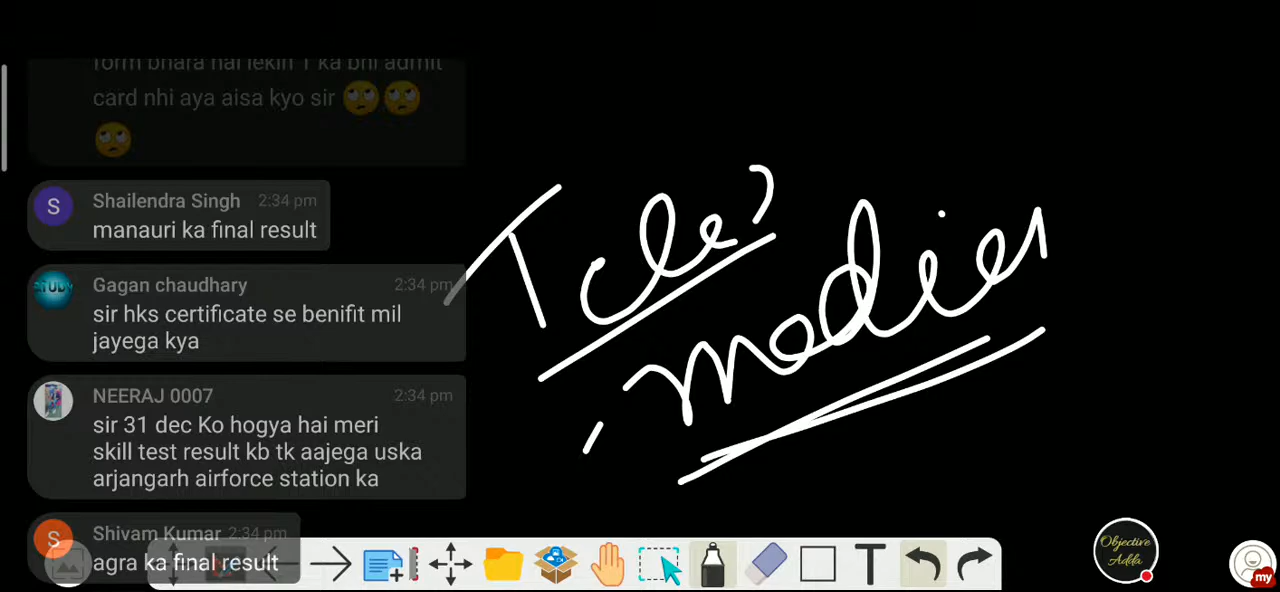 form bhara hai lekin 1 ka bhi admit
card nhi aya aisa kyo sir 🙄🙄
🙄
S
Shailendra Singh 2:34 pm
manauri ka final result
STUDY
Gagan chaudhary 2:34 pm
sir hks certificate se benifit mil
jayega kya
NEERAJ 0007 2:34 pm
sir 31 dec Ko hogya hai meri
skill test result kb tk aajega uska
arjangarh airforce station ka
S
Shivam Kumar 2:34 pm
agra ka final result
T
Objective
Adda
my